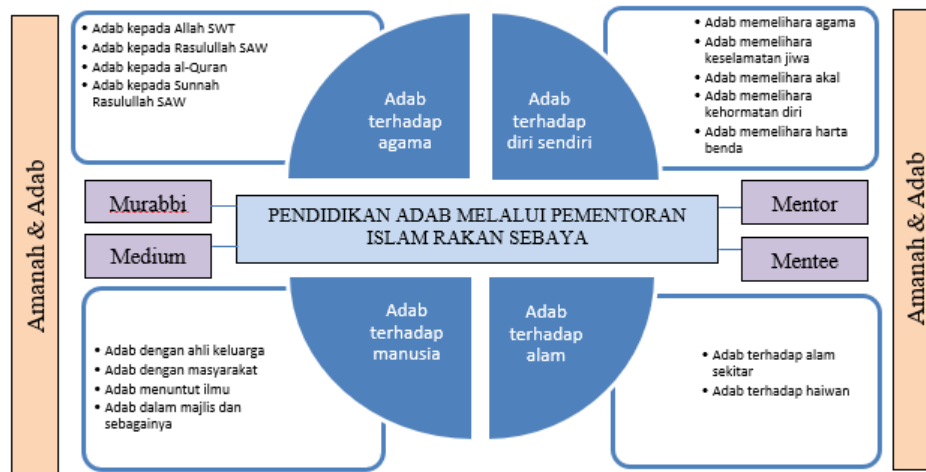 Amanah & Adab
• Adab kepada Allah SWT
• Adab kepada Rasulullah SAW
• Adab kepada al-Quran
• Adab kepada Sunnah
Rasulullah SAW
Adab
terhadap
agama
Adab
terhadap
diri sendiri
• Adab memelihara agama
• Adab memelihara
keselamatan jiwa
• Adab memelihara akal
• Adab memelihara
kehormatan diri
• Adab memelihara harta
benda
Murabbi
Medium
PENDIDIKAN ADAB MELALUI PEMENTORAN
ISLAM RAKAN SEBAYA
Mentor
Mentee
• Adab dengan ahli keluarga
• Adab dengan masyarakat
• Adab menuntut ilmu
• Adab dalam majlis dan
sebagainya
Adab
terhadap
manusia
Adab
terhadap
alam
• Adab terhadap alam
sekitar
• Adab terhadap haiwan
Amanah & Adab